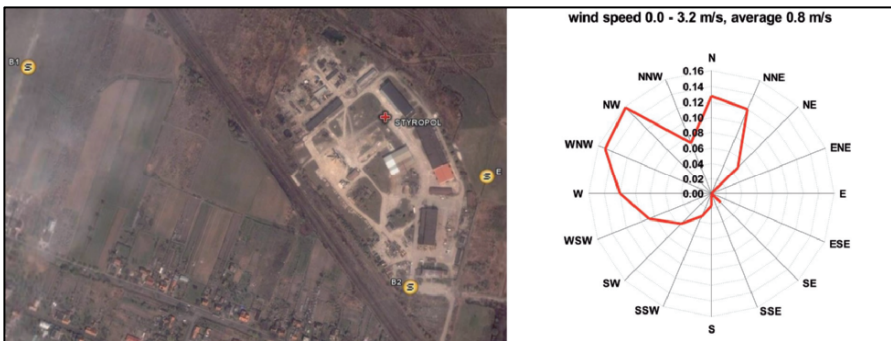 B1
STYROPOL
E
B2
wind speed 0.0 - 3.2 m/s, average 0.8 m/s
N
NNW
NNE
NW
NE
WNW
ENE
W
E
WSW
ESE
SW
SE
SSW
SSE
S
0.16
0.14
0.12
0.10
0.08
0.06
0.04
0.02
0.00